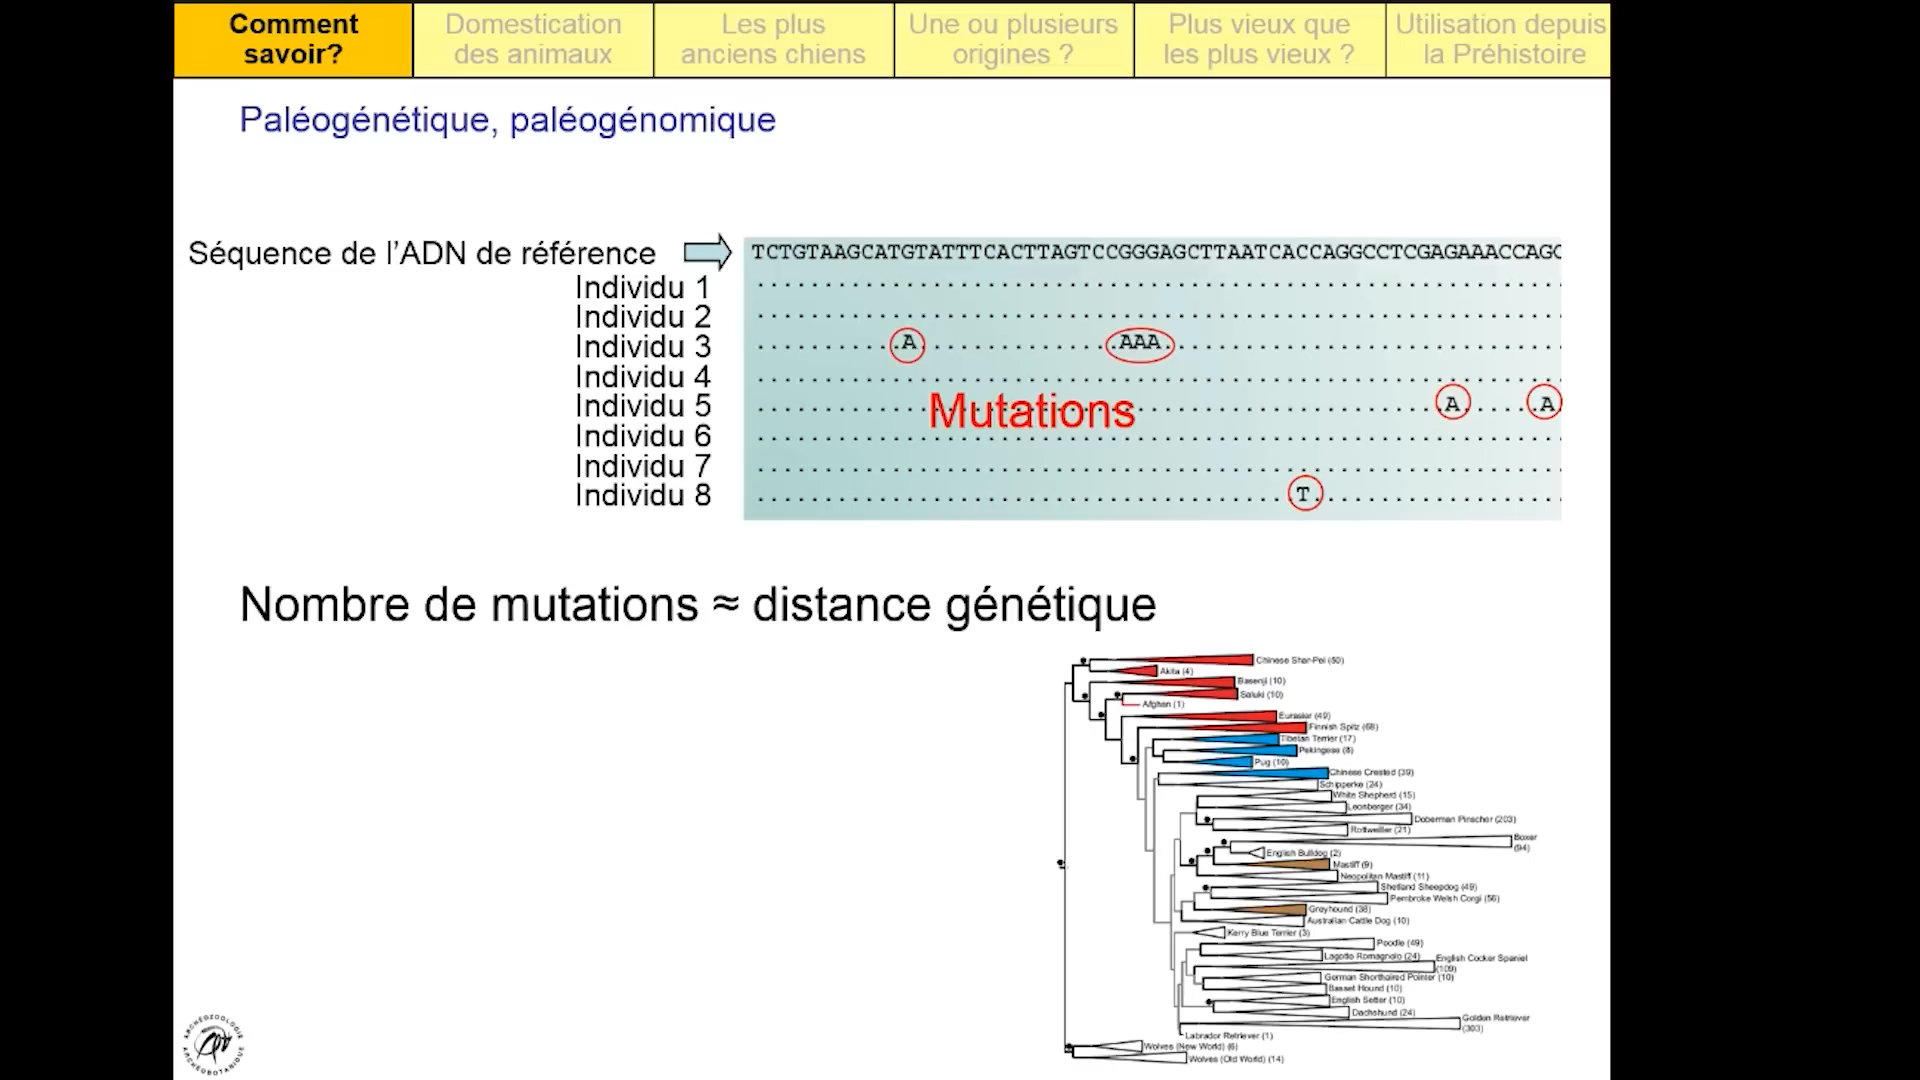 Comment savoir?
Domestication des animaux
Les plus anciens chiens
Une ou plusieurs origines ?
Plus vieux que les plus vieux ?
Utilisation depuis la Préhistoire
Paléogénétique, paléogénomique
Séquence de l'ADN de référence
TCTGTAAGCATGTATTTCACTTAGTCCGGGAGCTTAATCACCAGGCCTCGAGAAACCAGC
Individu 1
Individu 2
Individu 3
A
AAA
Individu 4
Individu 5
A
A
Mutations
Individu 6
Individu 7
Individu 8
T
Nombre de mutations ≈ distance génétique
Chinese Shar-Pei (50)
Akita (4)
Basenji (10)
Saluki (10)
Afghan (1)
Eurasier (49)
Finnish Spitz (68)
Tibetan Terrier (17)
Pekingese (8)
Pug (10)
Chinese Crested (39)
Schipperke (24)
White Shepherd (15)
Leonberger (34)
Doberman Pinscher (203)
Rottweiller (21)
Boxer
(94)
English Bulldog (2)
Mastiff (9)
Neopolitan Mastiff (11)
Shetland Sheepdog (49)
Pembroke Welsh Corgi (56)
Greyhound (38)
Australian Cattle Dog (10)
Kerry Blue Terrier (3)
Poodle (49)
Lagotto Romagnolo (24)
English Cocker Spaniel
(109)
German Shorthaired Pointer (10)
Basset Hound (10)
English Setter (10)
Dachshund (24)
Golden Retriever
(303)
Labrador Retriever (1)
Wolves (New World) (6)
Wolves (Old World) (14)
ARCHÉOZOOLOGIE
ARCHÉOBOTANIQUE